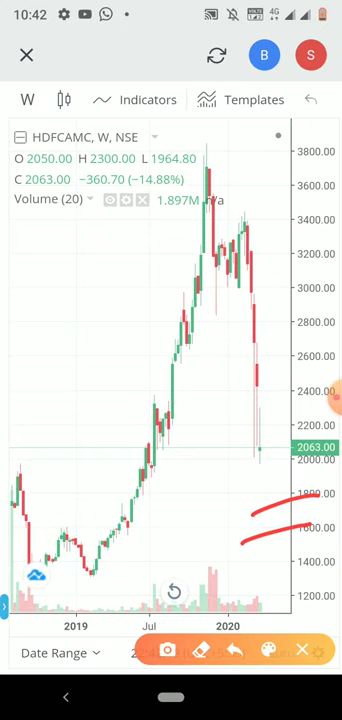 10:42
4G
B S
W Indicators Templates
HDFCAMC, W, NSE
O 2050.00 H 2300.00 L 1964.80
C 2063.00 −360.70 (−14.88%)
Volume (20) 1.897M n/a
3800.00
3600.00
3400.00
3200.00
3000.00
2800.00
2600.00
2400.00
2200.00
2063.00
2000.00
1800.00
1600.00
1400.00
1200.00
2019 Jul 2020
Date Range